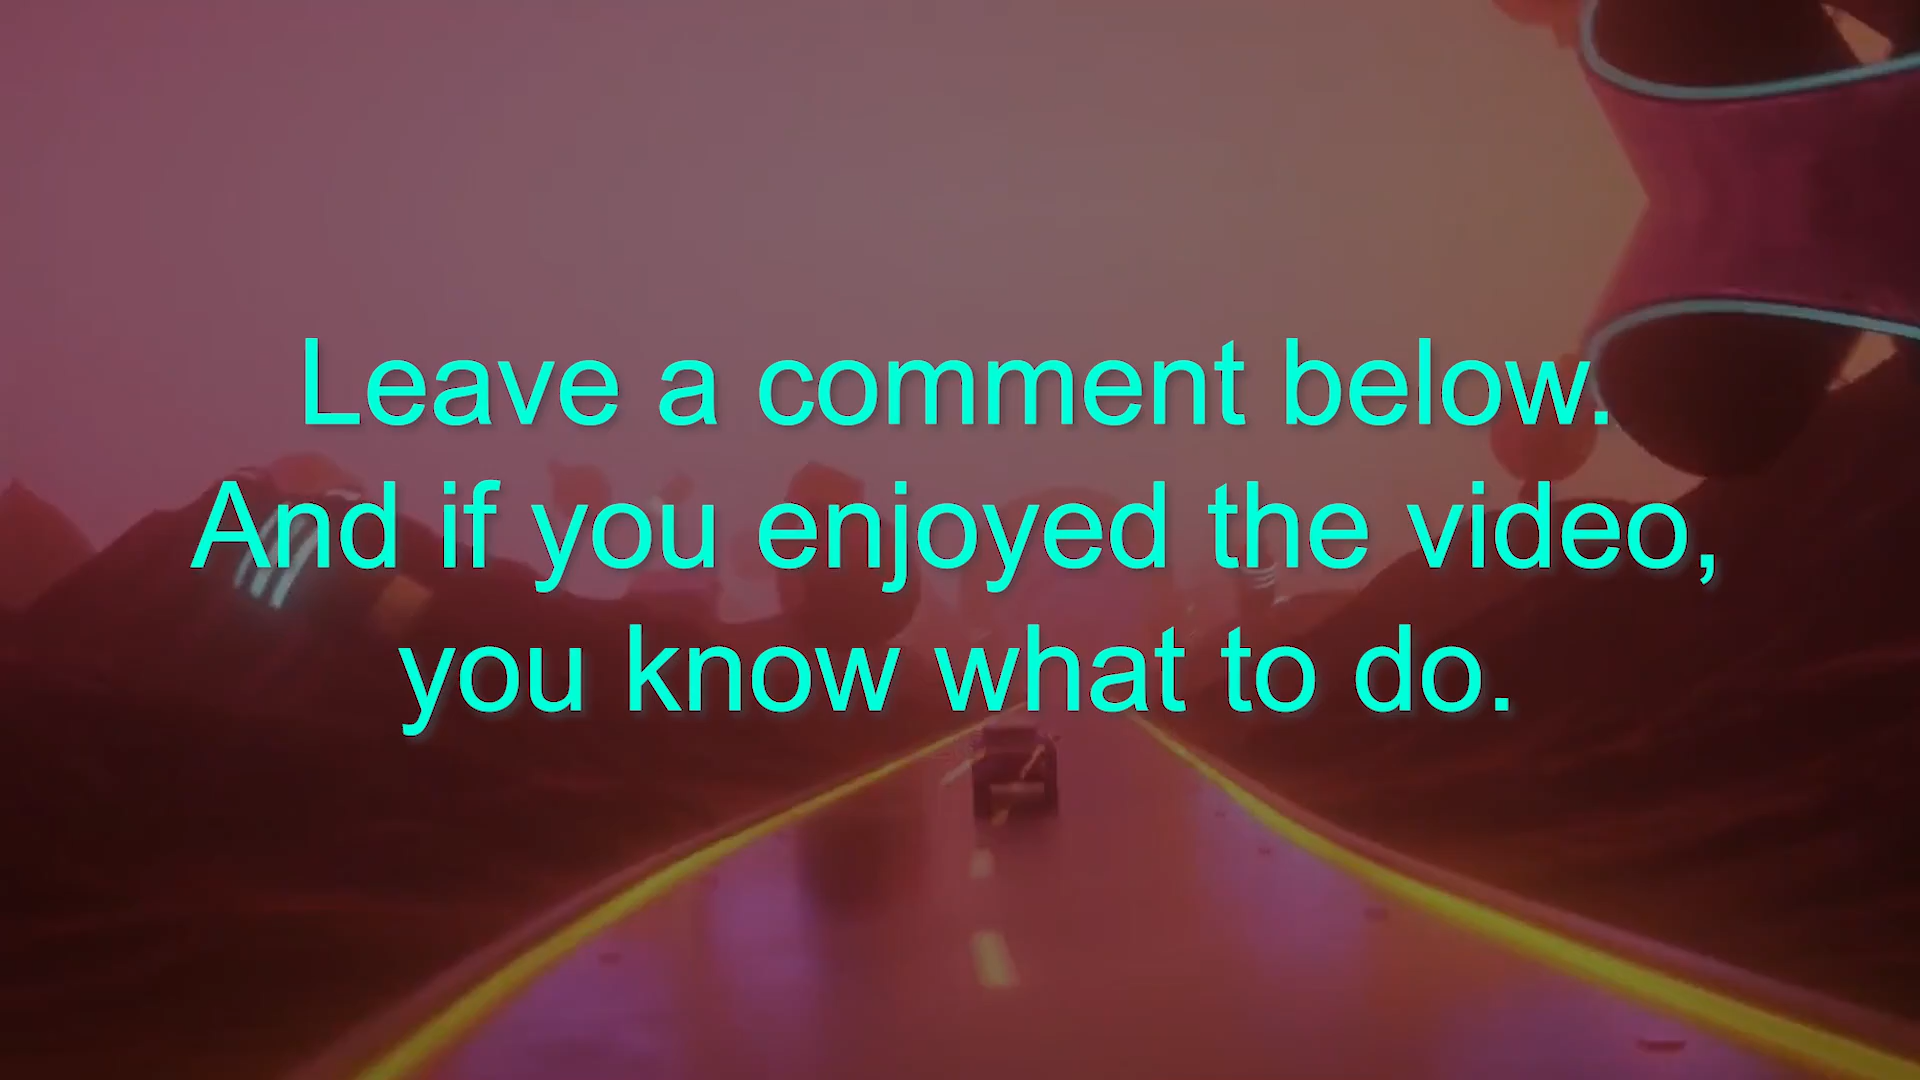 Leave a comment below.
And if you enjoyed the video,
you know what to do.